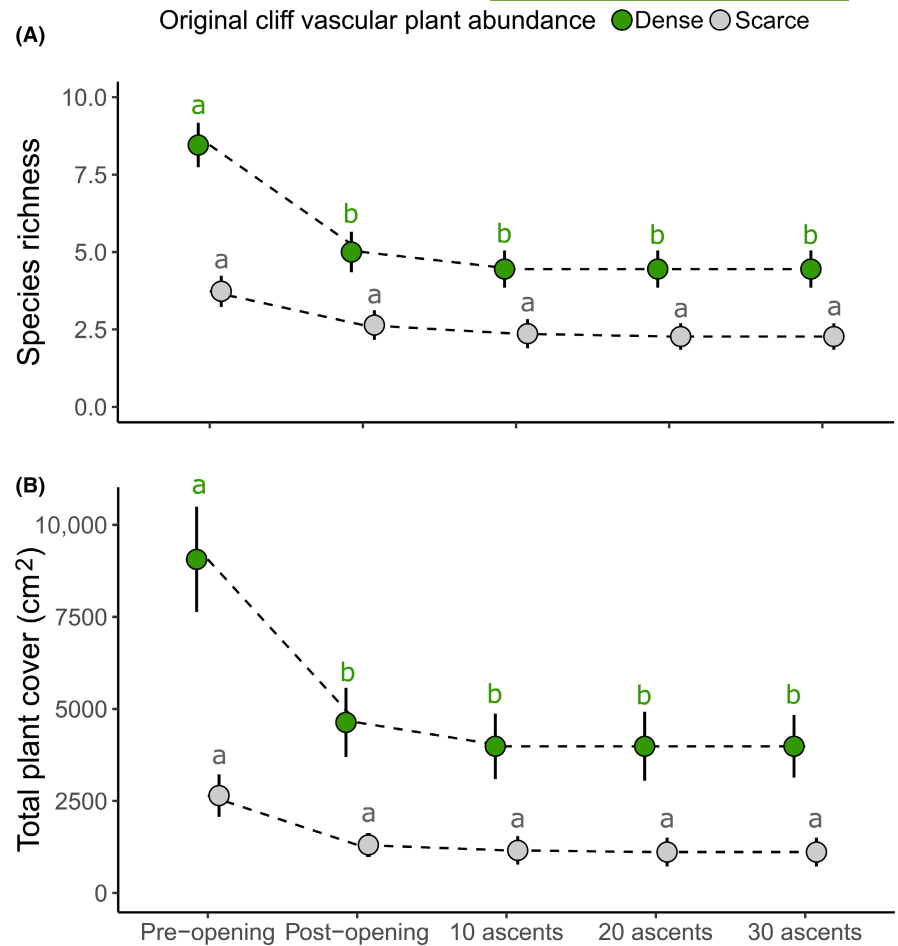 Original cliff vascular plant abundance Dense Scarce
(A)
Species richness
10.0
7.5
5.0
2.5
0.0
a
b
b
b
b
a
a
a
a
a
(B)
Total plant cover (cm²)
10,000
7500
5000
2500
0
a
b
b
b
b
a
a
a
a
a
Pre−opening Post−opening 10 ascents 20 ascents 30 ascents